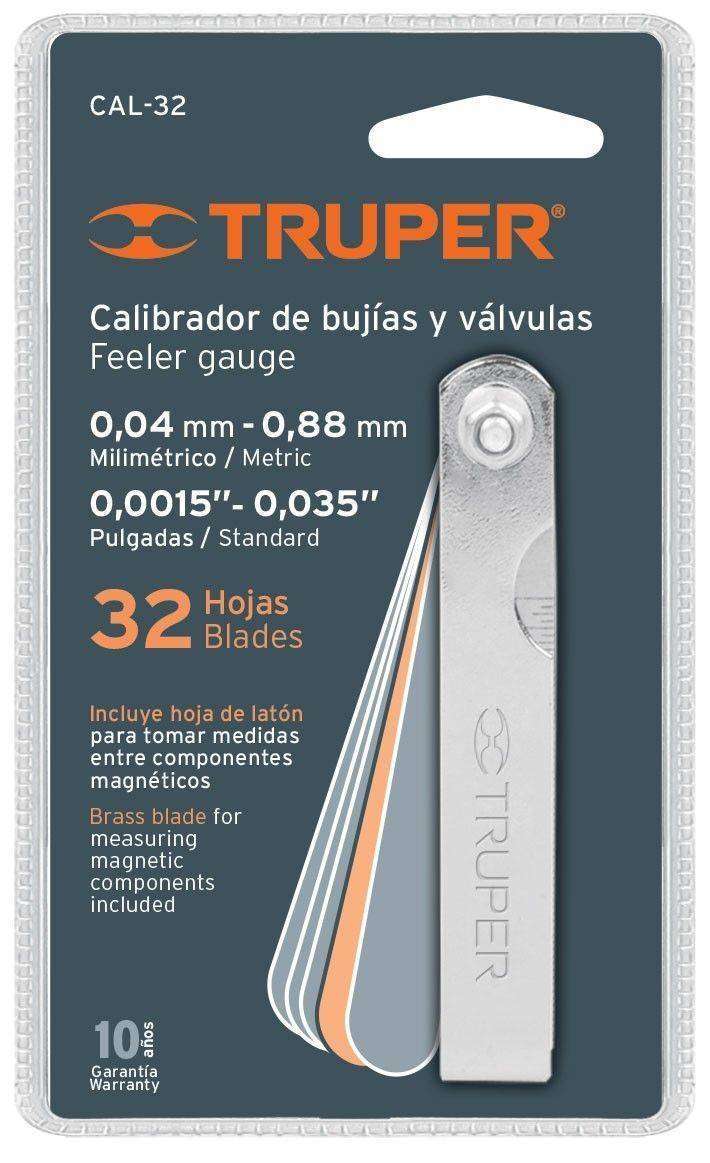 CAL-32
TRUPER®
Calibrador de bujías y válvulas
Feeler gauge
0,04 mm - 0,88 mm
Milimétrico / Metric
0,0015"- 0,035"
Pulgadas / Standard
32 Hojas
Blades
Incluye hoja de latón
para tomar medidas
entre componentes
magnéticos
Brass blade for
measuring
magnetic
components
included
10 años
Garantía
Warranty
TRUPER